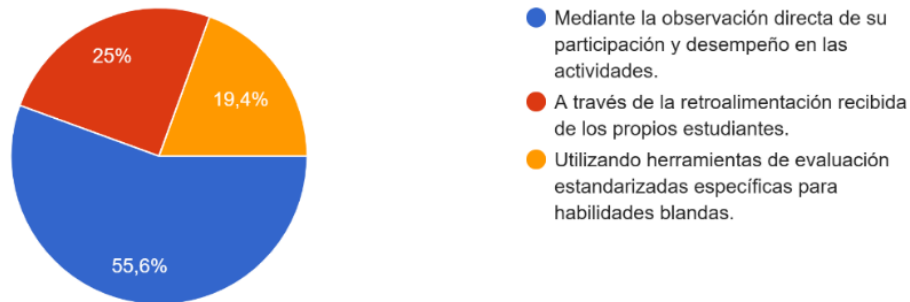 25%
19,4%
55,6%
Mediante la observación directa de su
participación y desempeño en las
actividades.
A través de la retroalimentación recibida
de los propios estudiantes.
Utilizando herramientas de evaluación
estandarizadas específicas para
habilidades blandas.